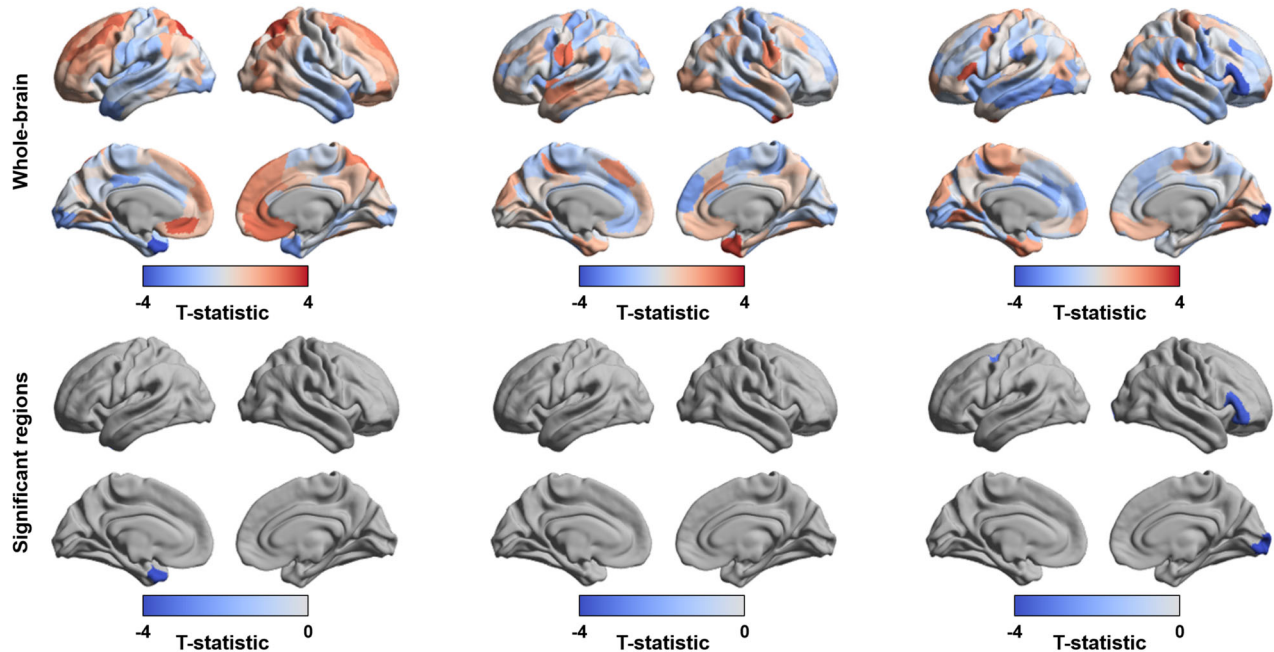 Whole-brain
-4 4 -4 4 -4 4
T-statistic T-statistic T-statistic
Significant regions
-4 0 -4 0 -4 0
T-statistic T-statistic T-statistic